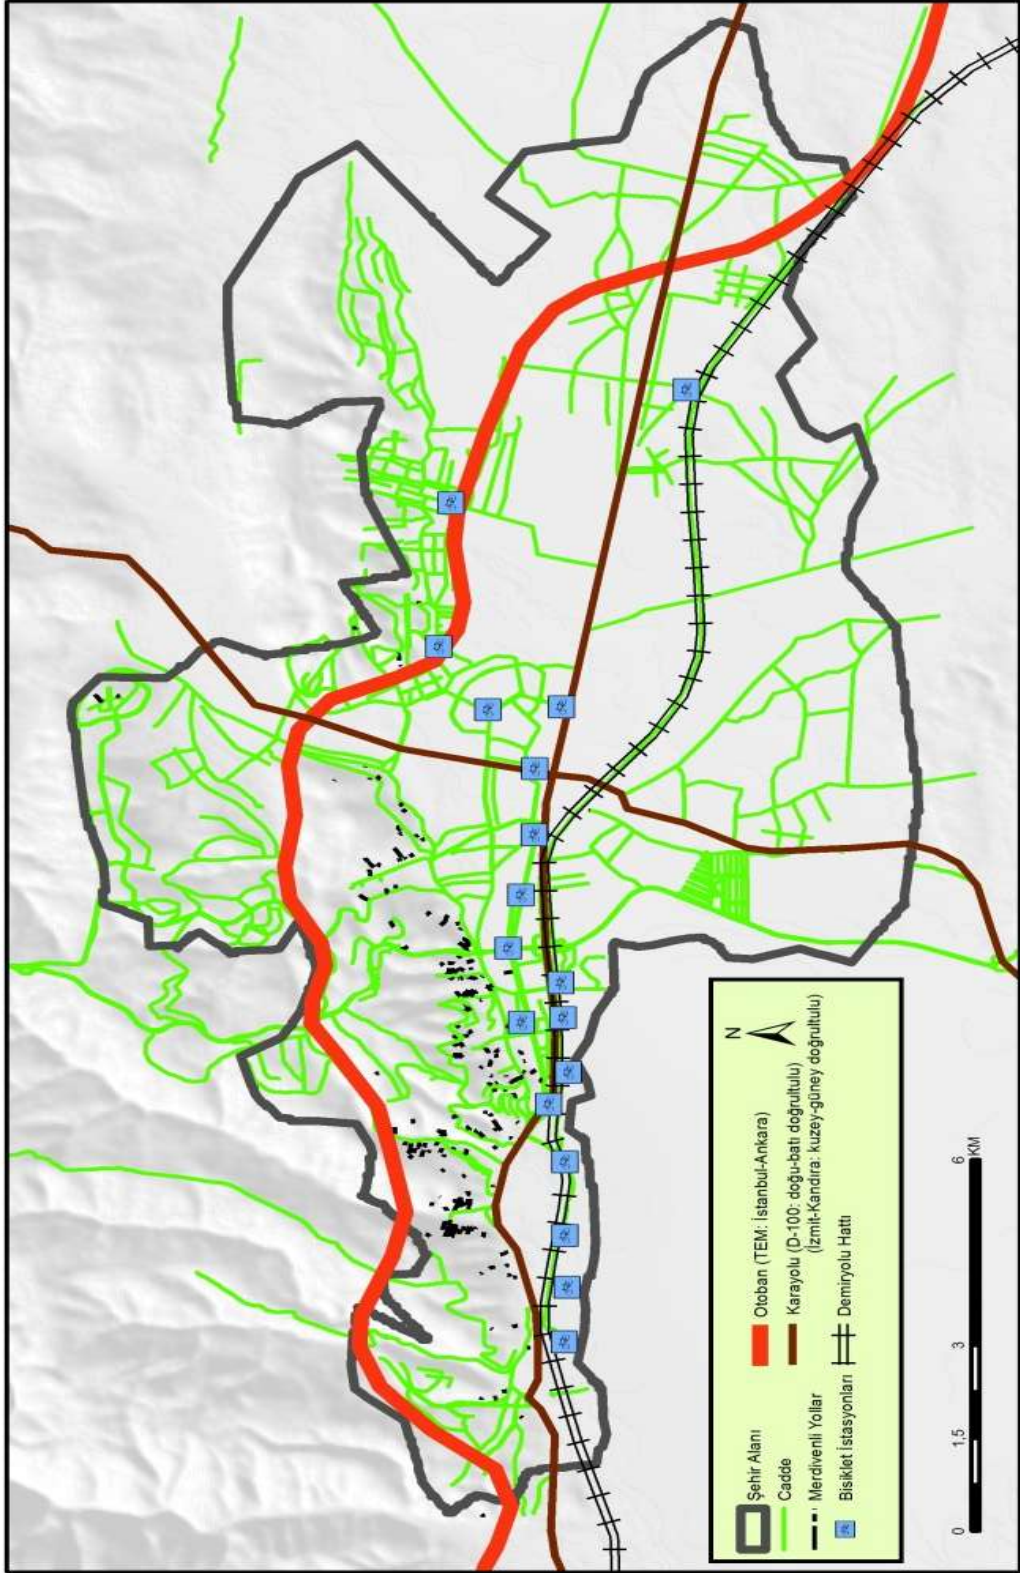 Şehir Alanı
Cadde
Merdivenli Yollar
Bisiklet İstasyonları
Otoban (TEM: İstanbul-Ankara)
Karayolu (D-100: doğu-batı doğrultulu)
(İzmit-Kandıra: kuzey-güney doğrultulu)
Demiryolu Hattı
N
0 1,5 3 6
KM